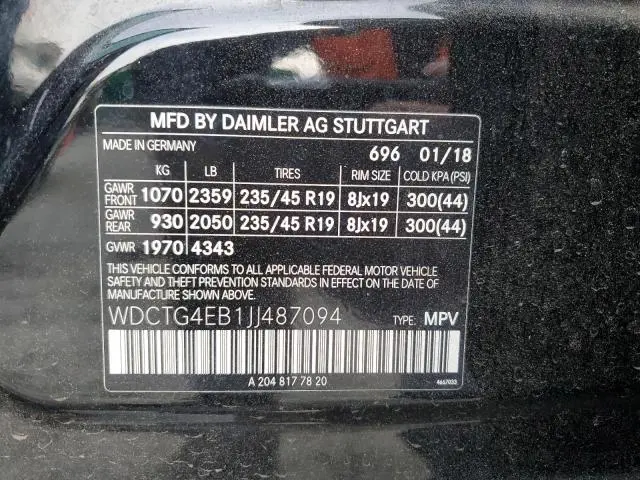 MFD BY DAIMLER AG STUTTGART
MADE IN GERMANY 696 01/18
KG LB TIRES RIM SIZE COLD KPA (PSI)
GAWR FRONT 1070 2359 235/45 R19 8Jx19 300(44)
GAWR REAR 930 2050 235/45 R19 8Jx19 300(44)
GVWR 1970 4343
THIS VEHICLE CONFORMS TO ALL APPLICABLE FEDERAL MOTOR VEHICLE
SAFETY AND THEFT PREVENTION STANDARDS IN EFFECT ON THE DATE
OF MANUFACTURE SHOWN ABOVE.
WDCTG4EB1JJ487094 TYPE: MPV
A 204 817 78 20 4667033